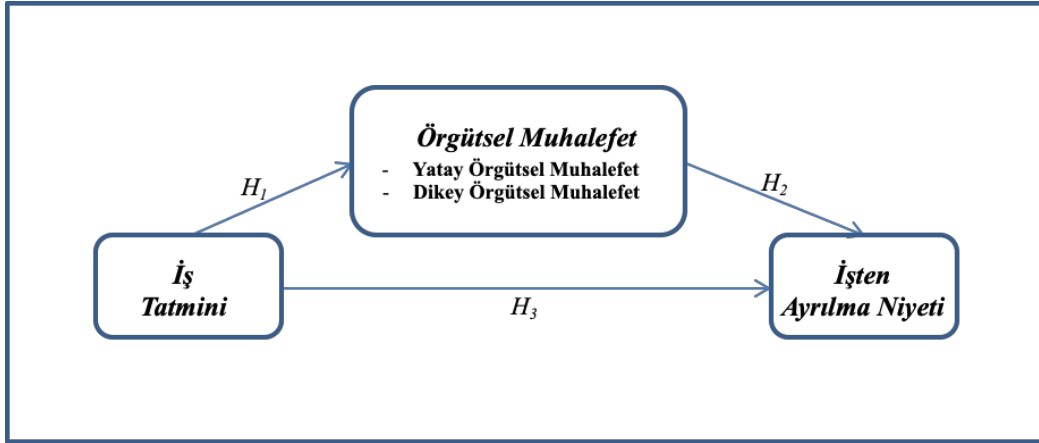 Örgütsel Muhalefet
- Yatay Örgütsel Muhalefet
- Dikey Örgütsel Muhalefet
H₁
H₂
İş
Tatmini
H₃
İşten
Ayrılma Niyeti